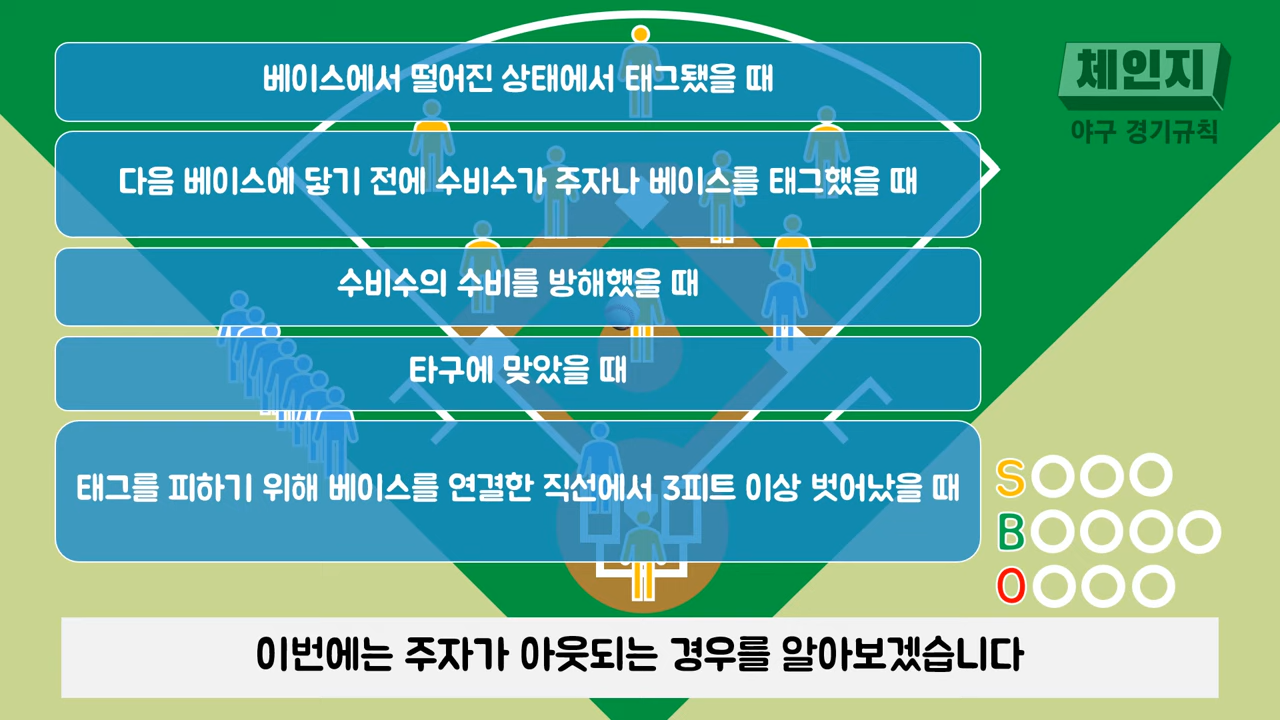 베이스에서 떨어진 상태에서 태그됐을 때
다음 베이스에 닿기 전에 수비수가 주자나 베이스를 태그했을 때
수비수의 수비를 방해했을 때
타구에 맞았을 때
태그를 피하기 위해 베이스를 연결한 직선에서 3피트 이상 벗어났을 때
체인지
야구 경기규칙
S
B
O
이번에는 주자가 아웃되는 경우를 알아보겠습니다